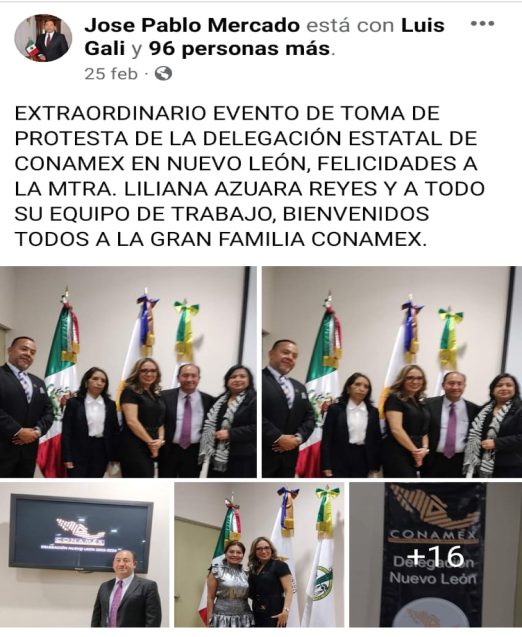 Jose Pablo Mercado está con Luis
Gali y 96 personas más.
25 feb ·
EXTRAORDINARIO EVENTO DE TOMA DE
PROTESTA DE LA DELEGACIÓN ESTATAL DE
CONAMEX EN NUEVO LEÓN, FELICIDADES A
LA MTRA. LILIANA AZUARA REYES Y A TODO
SU EQUIPO DE TRABAJO, BIENVENIDOS
TODOS A LA GRAN FAMILIA CONAMEX.
CONAMEX
CONAMEX
+16
Delegación
Nuevo León